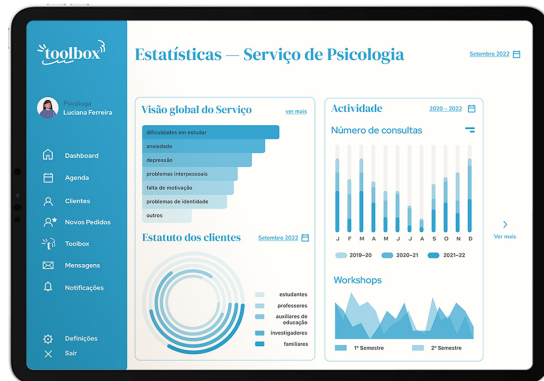 toolbox
Psicóloga
Luciana Ferreira
Dashboard
Agenda
Clientes
Novos Pedidos
Toolbox
Mensagens
Notificações
Definições
Sair
Estatísticas — Serviço de Psicologia
Setembro 2022
Visão global do Serviço
ver mais
dificuldades em estudar
ansiedade
depressão
problemas interpessoais
falta de motivação
problemas de identidade
outros
Estatuto dos clientes
Setembro 2022
estudantes
professores
auxiliares de
educação
investigadores
familiares
Actividade
2020 – 2022
Número de consultas
J F M A M J J A S O N D
2019–20 2020–21 2021–22
Workshops
1º Semestre 2º Semestre
Ver mais